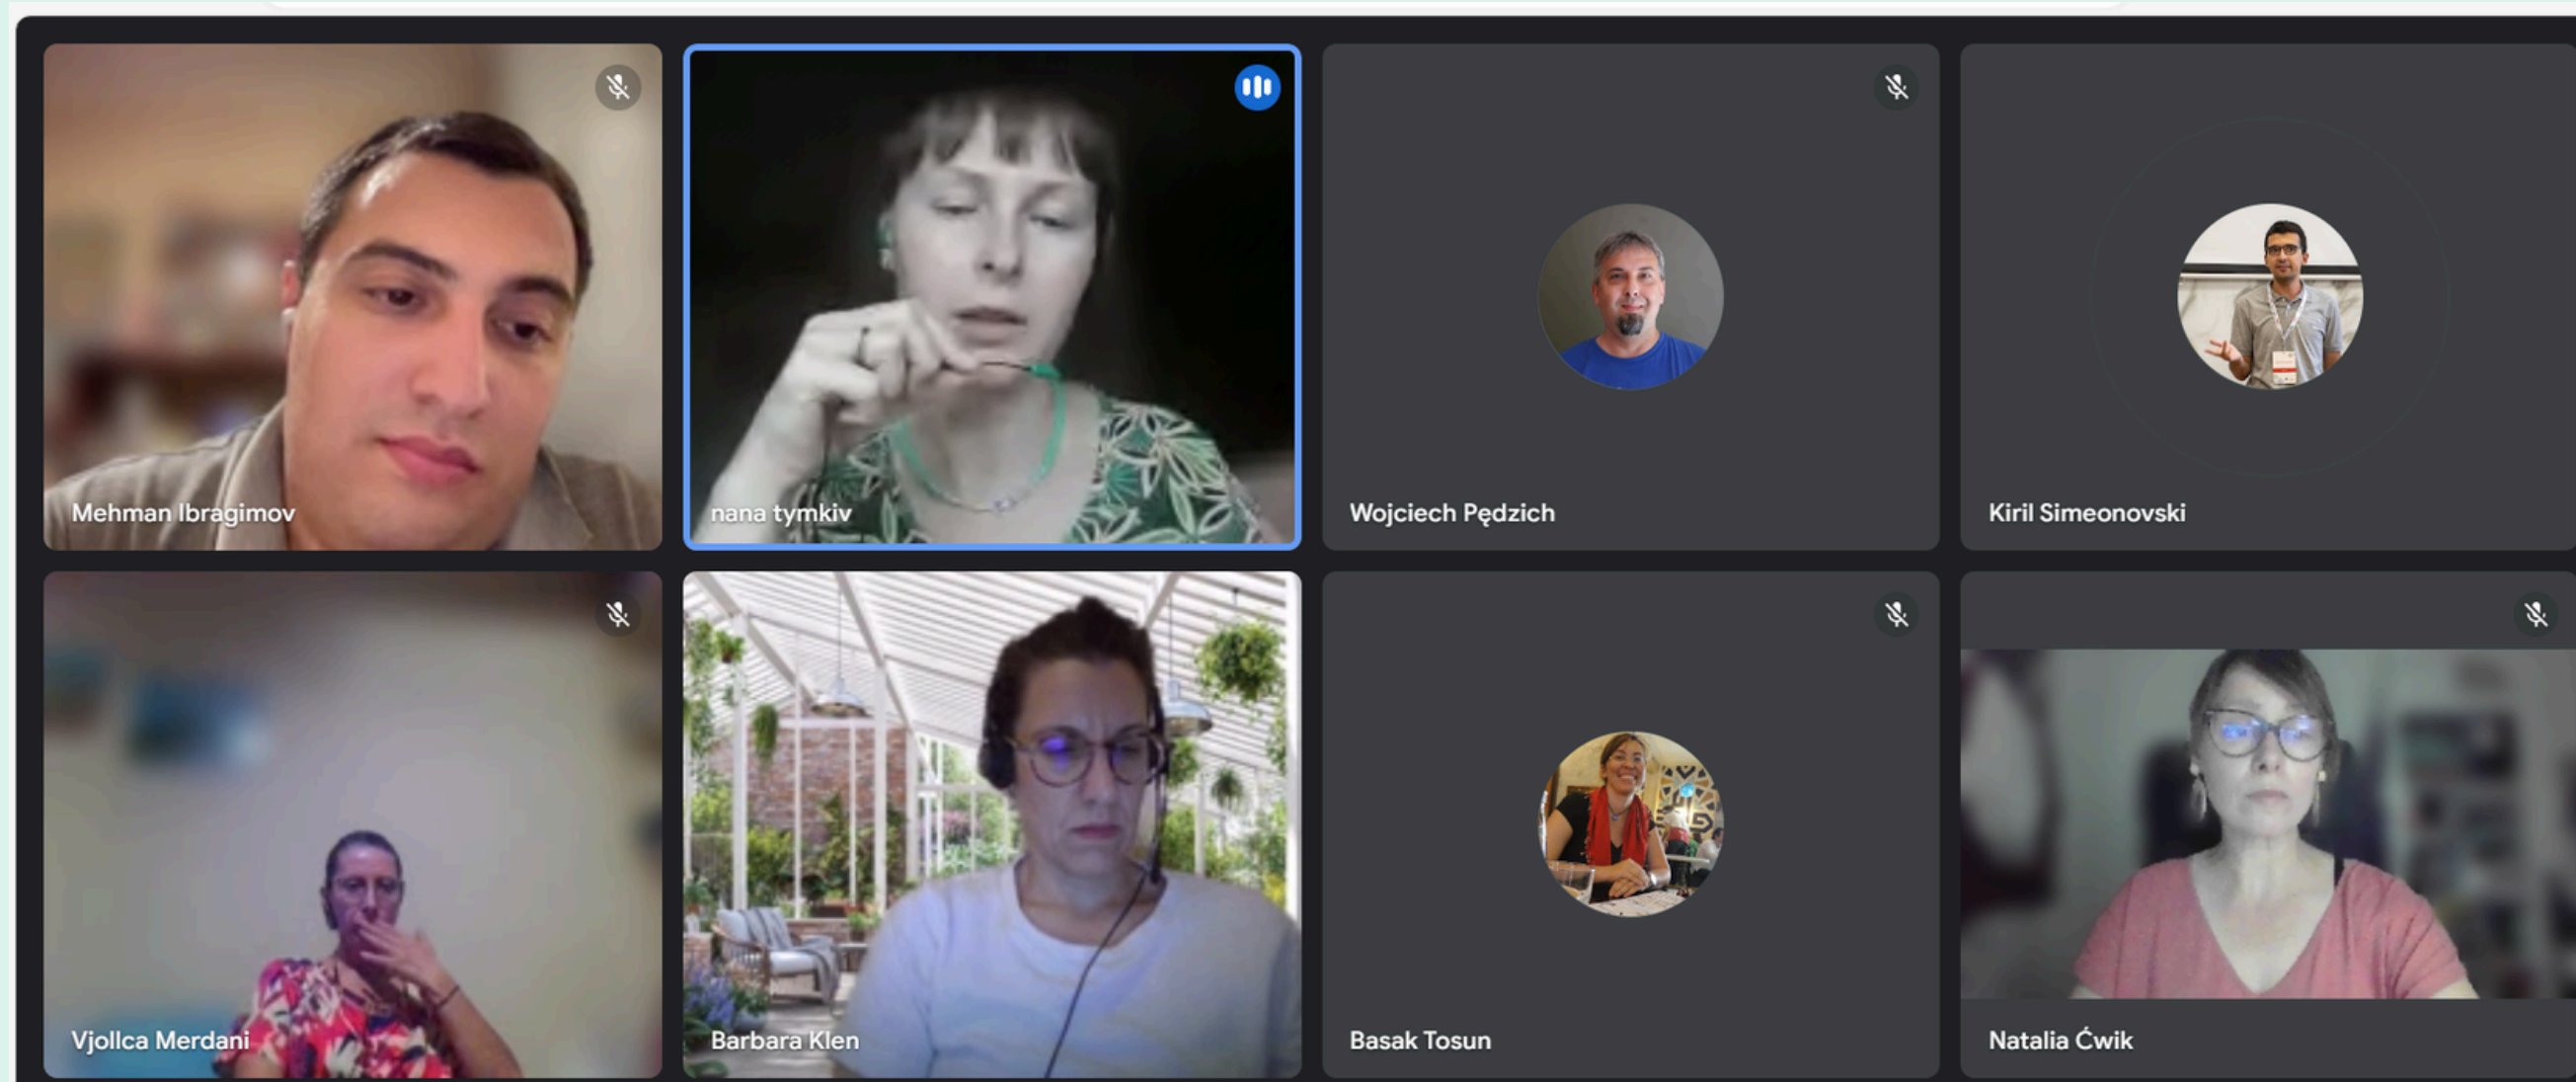 Mehman Ibragimov
nana tymkiv
Wojciech Pędzich
Kiril Simeonovski
Vjollca Merdani
Barbara Klen
Basak Tosun
Natalia Ćwik